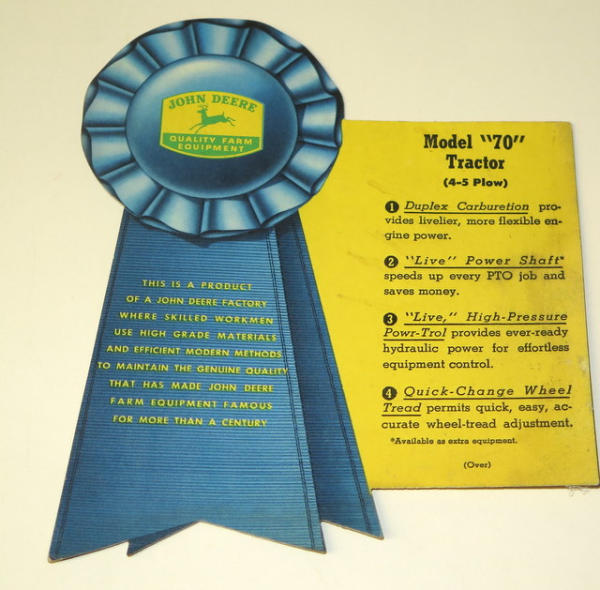 JOHN DEERE
QUALITY FARM
EQUIPMENT
THIS IS A PRODUCT
OF A JOHN DEERE FACTORY
WHERE SKILLED WORKMEN
USE HIGH GRADE MATERIALS
AND EFFICIENT MODERN METHODS
TO MAINTAIN THE GENUINE QUALITY
THAT HAS MADE JOHN DEERE
FARM EQUIPMENT FAMOUS
FOR MORE THAN A CENTURY
Model "70"
Tractor
(4-5 Plow)
1 Duplex Carburetion pro-
vides livelier, more flexible en-
gine power.
2 "Live" Power Shaft*
speeds up every PTO job and
saves money.
3 "Live," High-Pressure
Powr-Trol provides ever-ready
hydraulic power for effortless
equipment control.
4 Quick-Change Wheel
Tread permits quick, easy, ac-
curate wheel-tread adjustment.
*Available as extra equipment.
(Over)